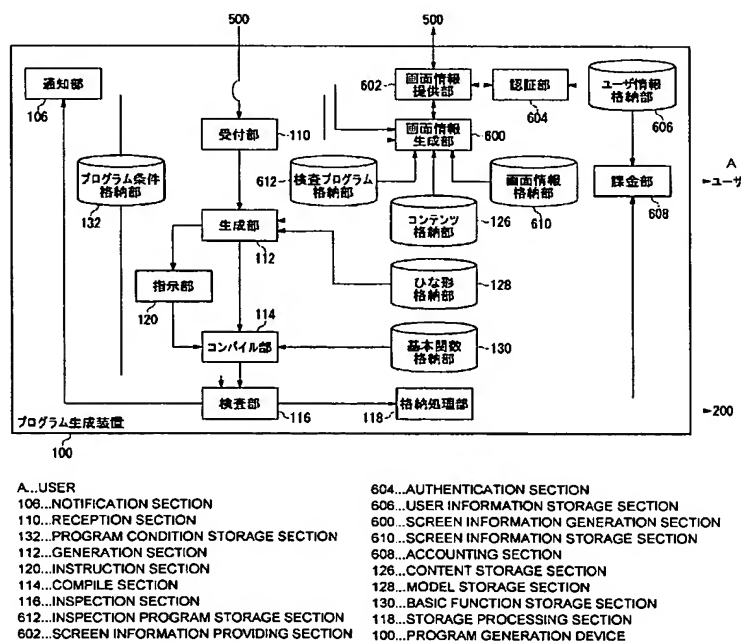 500
500
通知部
106
画面情報
提供部
602
認証部
604
ユーザ情報
格納部
606
受付部
110
画面情報
生成部
600
A
ユーザ
プログラム条件
格納部
132
612
検査プログラム
格納部
コンテンツ
格納部
126
画面情報
格納部
610
課金部
608
生成部
112
ひな形
格納部
128
指示部
120
114
コンパイル部
基本関数
格納部
130
検査部
116
格納処理部
118
200
プログラム生成装置
100
A...USER
106...NOTIFICATION SECTION
110...RECEPTION SECTION
132...PROGRAM CONDITION STORAGE SECTION
112...GENERATION SECTION
120...INSTRUCTION SECTION
114...COMPILE SECTION
116...INSPECTION SECTION
612...INSPECTION PROGRAM STORAGE SECTION
602...SCREEN INFORMATION PROVIDING SECTION
604...AUTHENTICATION SECTION
606...USER INFORMATION STORAGE SECTION
600...SCREEN INFORMATION GENERATION SECTION
610...SCREEN INFORMATION STORAGE SECTION
608...ACCOUNTING SECTION
126...CONTENT STORAGE SECTION
128...MODEL STORAGE SECTION
130...BASIC FUNCTION STORAGE SECTION
118...STORAGE PROCESSING SECTION
100...PROGRAM GENERATION DEVICE